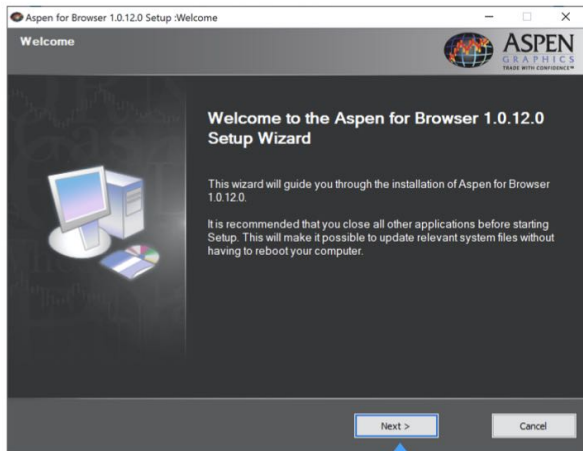 Aspen for Browser 1.0.12.0 Setup :Welcome
Welcome
ASPEN
GRAPHICS
TRADE WITH CONFIDENCE™
Welcome to the Aspen for Browser 1.0.12.0
Setup Wizard
This wizard will guide you through the installation of Aspen for Browser
1.0.12.0.
It is recommended that you close all other applications before starting
Setup. This will make it possible to update relevant system files without
having to reboot your computer.
Next >
Cancel